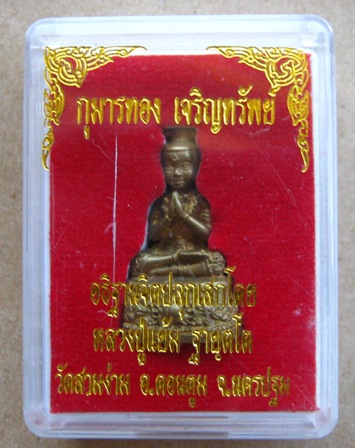 กุมารทอง เจริญทรัพย์
อธิฐานจิตปลุกเสกโดย
หลวงปู่แย้ม ฐานยุตฺโต
วัดสามง่าม อ.ดอนตูม จ.นครปฐม